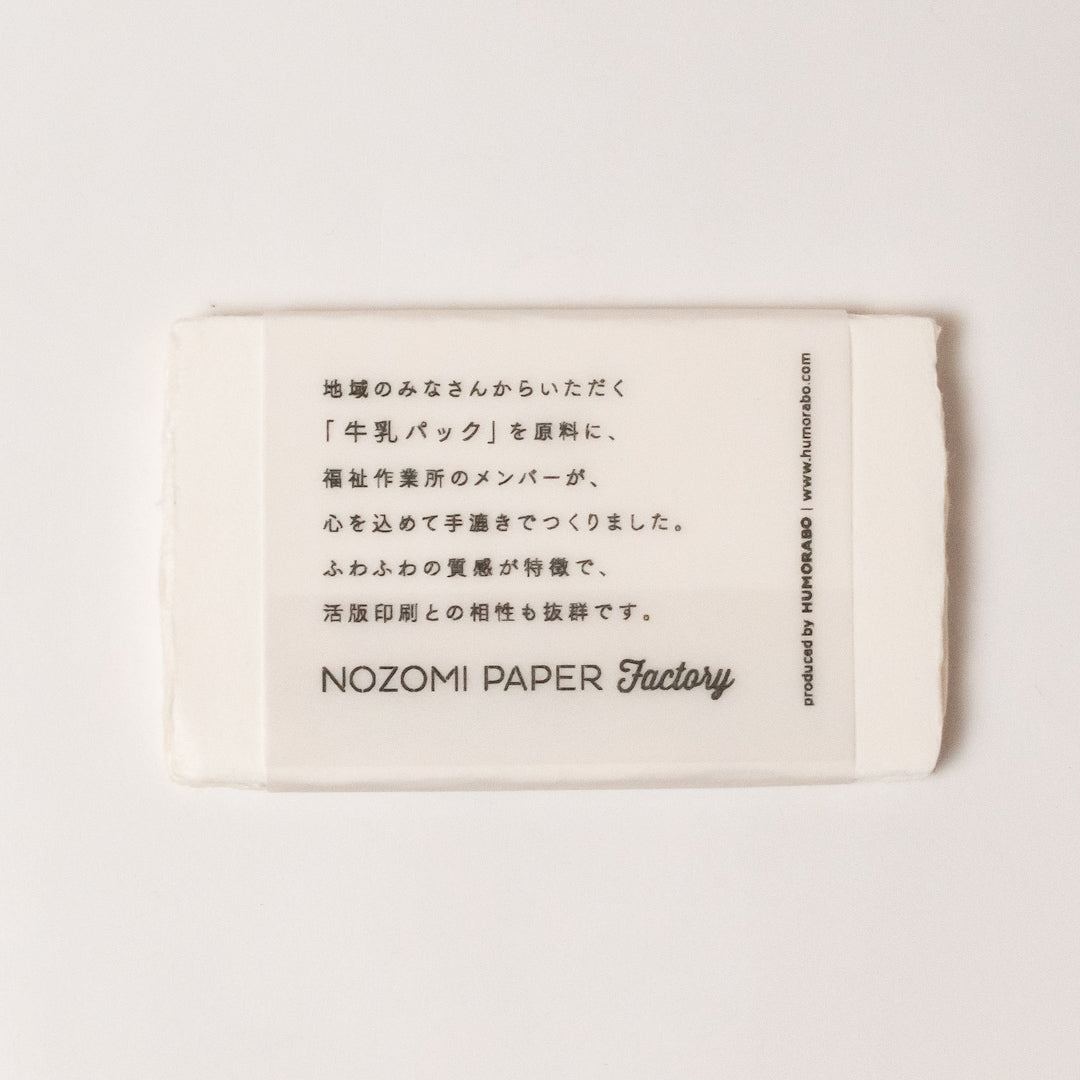 地域のみなさんからいただく
「牛乳パック」を原料に、
福祉作業所のメンバーが、
心を込めて手漉きでつくりました。
ふわふわの質感が特徴で、
活版印刷との相性も抜群です。
NOZOMI PAPER Factory
produced by HUMORABO | www.humorabo.com